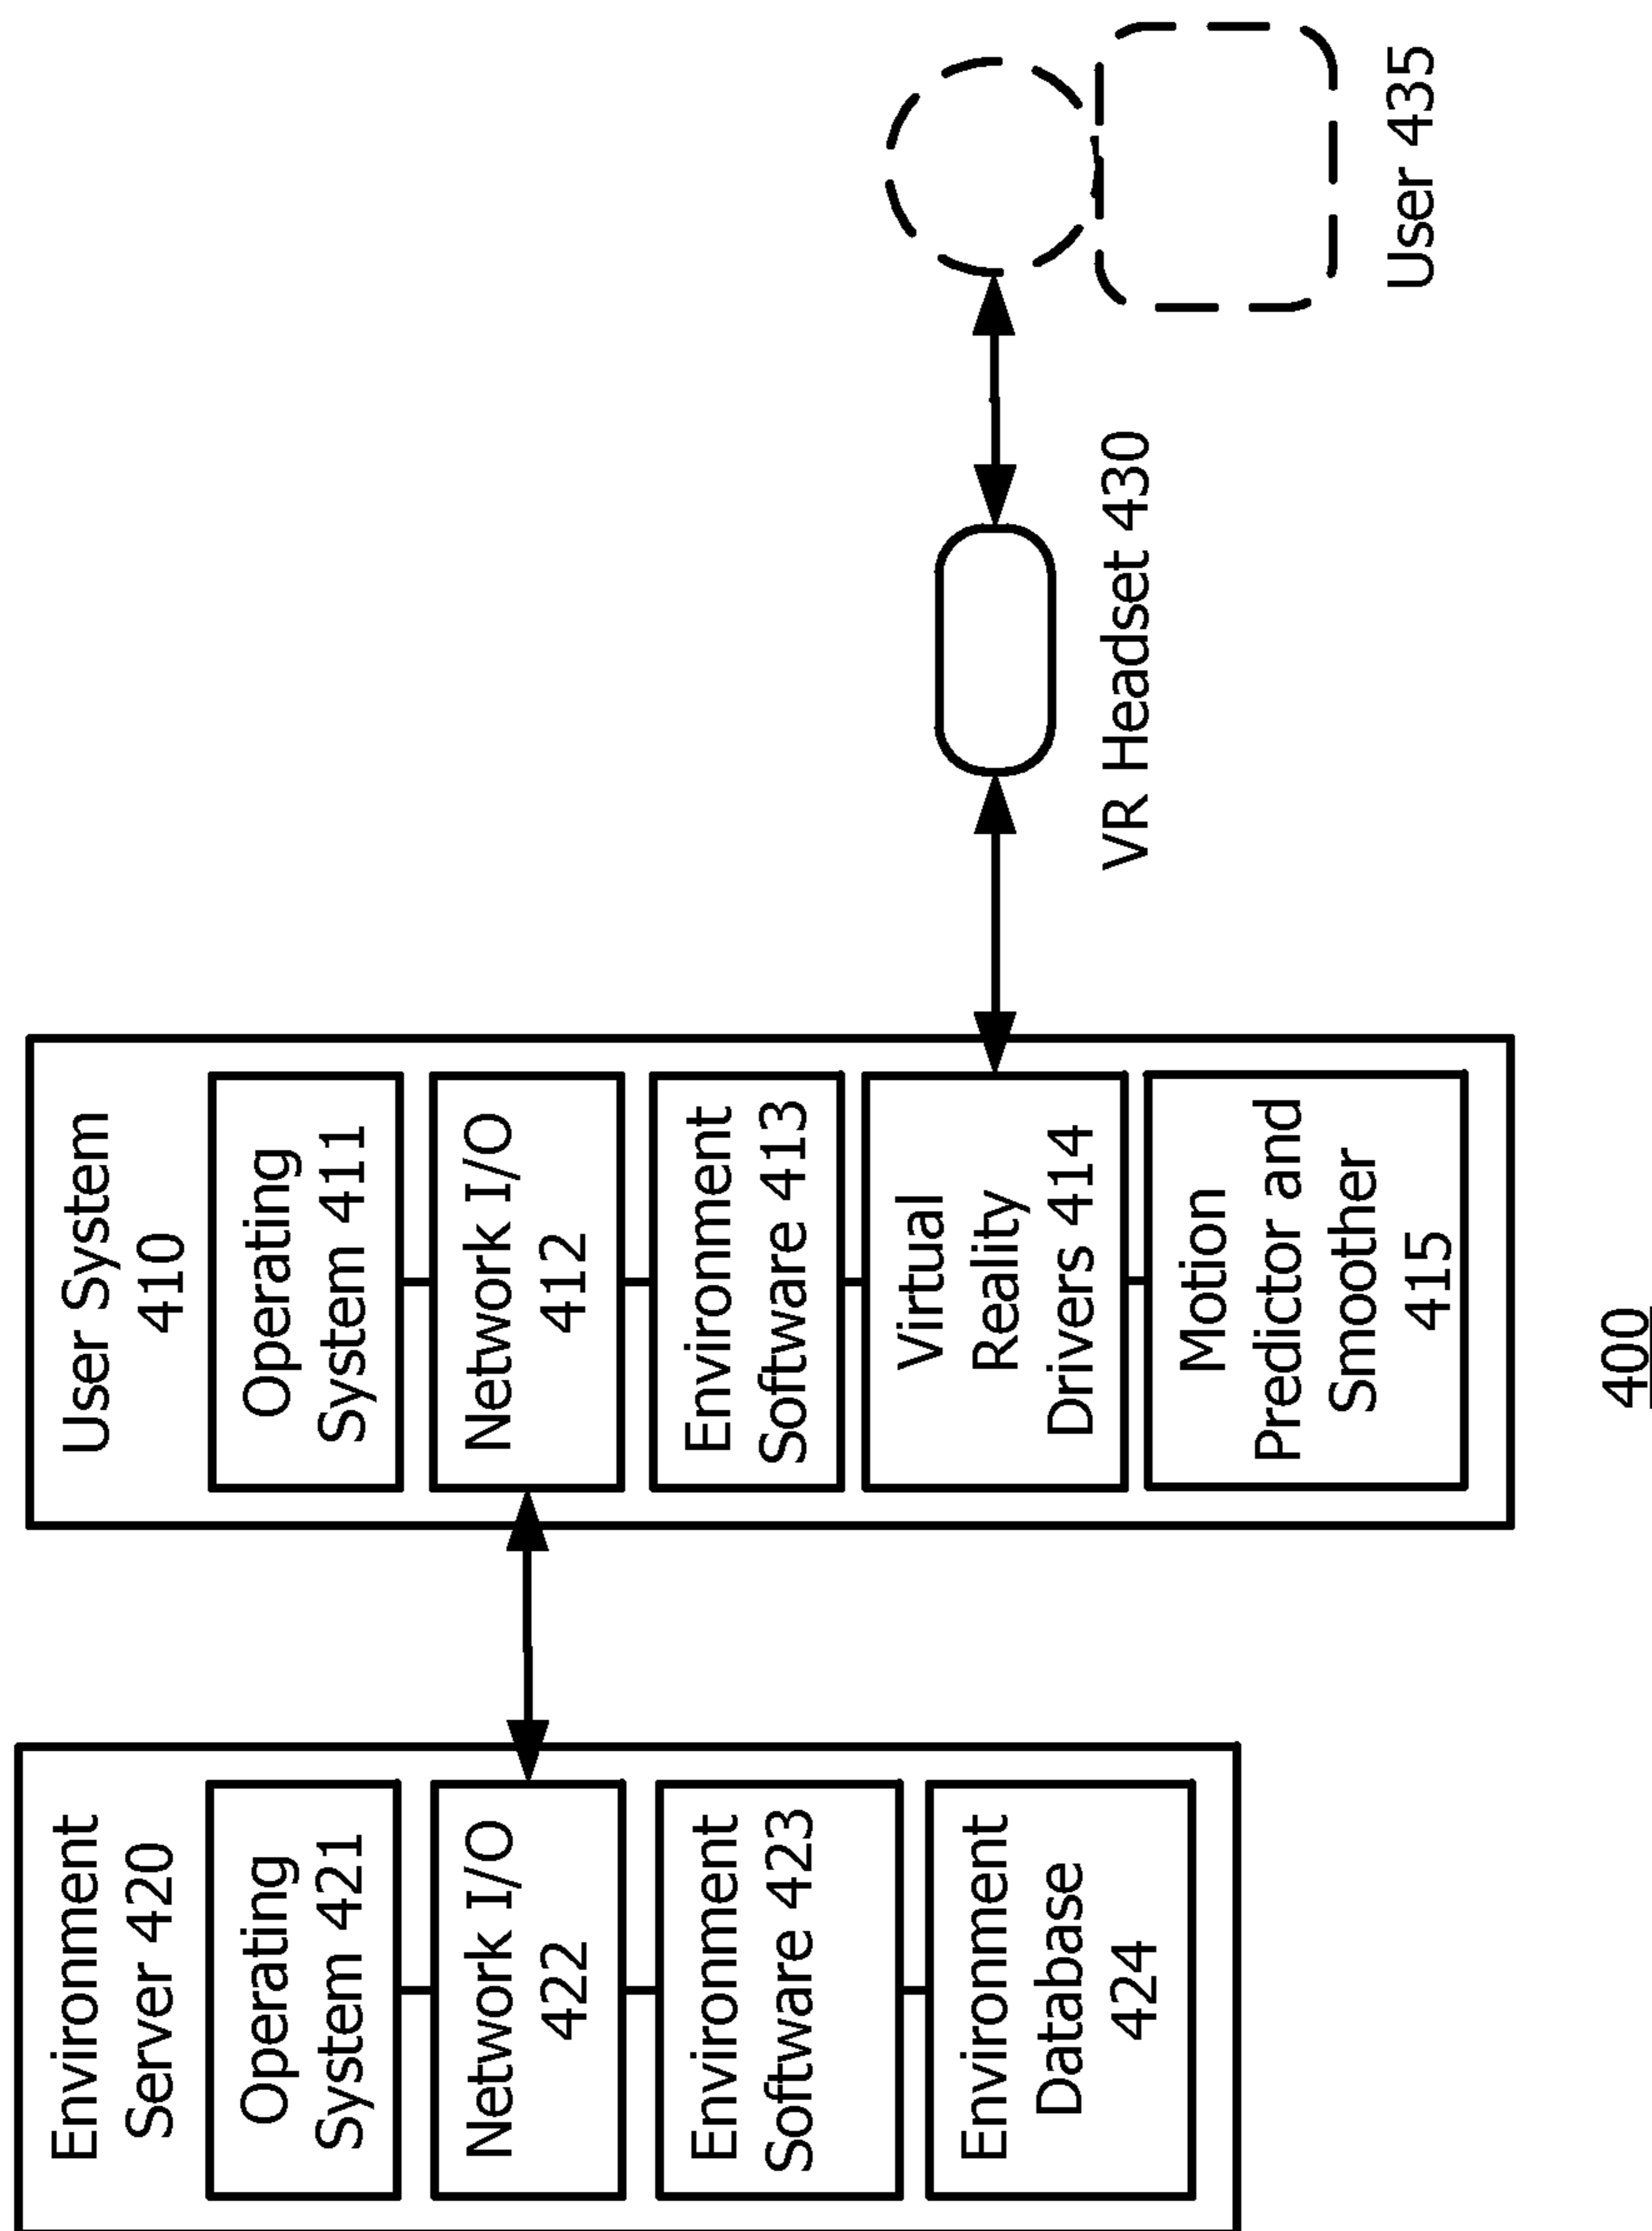 Environment
Server 420
Operating
System 421
Network I/O
422
Environment
Software 423
Environment
Database
424
User System
410
Operating
System 411
Network I/O
412
Environment
Software 413
Virtual
Reality
Drivers 414
Motion
Predictor and
Smoother
415
VR Headset 430
User 435
400